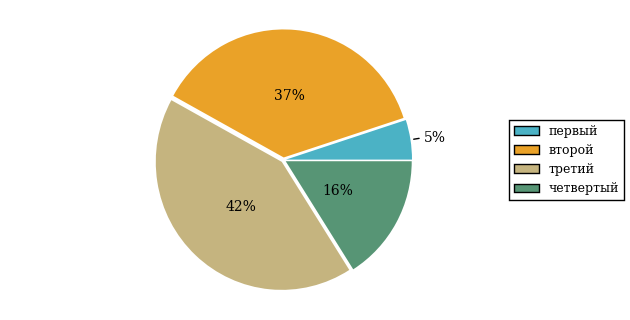 37%
5%
16%
42%
первый
второй
третий
четвертый